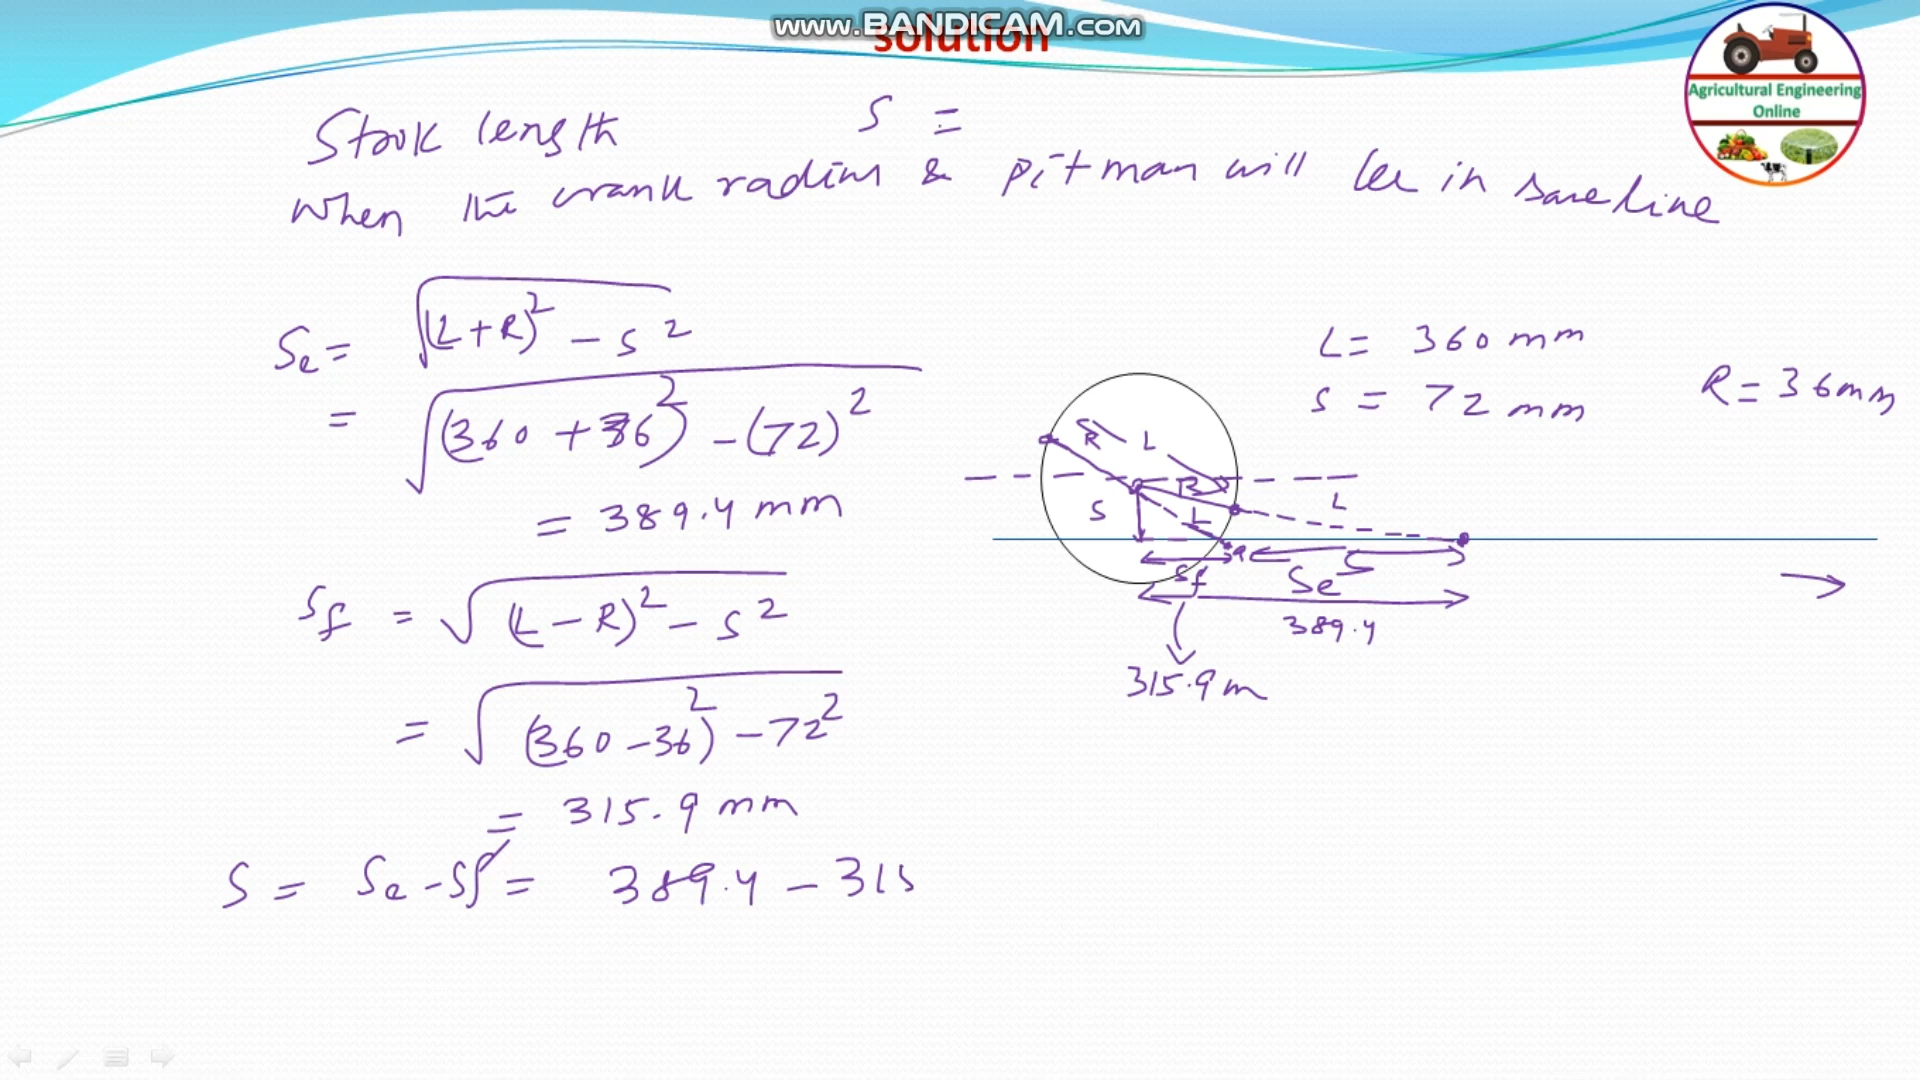 www.BANDICAM.com
solution
Agricultural Engineering
Online
Strok length S =
When the crank radius & pitman will be in same line
Se = √(L+R)² - s²
= √(360 + 36)² - (72)²
= 389.4 mm
Sf = √(L-R)² - s²
= √(360-36)² - 72²
= 315.9 mm
S = Se - Sf = 389.4 - 315
L = 360 mm
S = 72 mm
R = 36mm
R L
R
S L L
Sf Se S
389.4
315.9 m